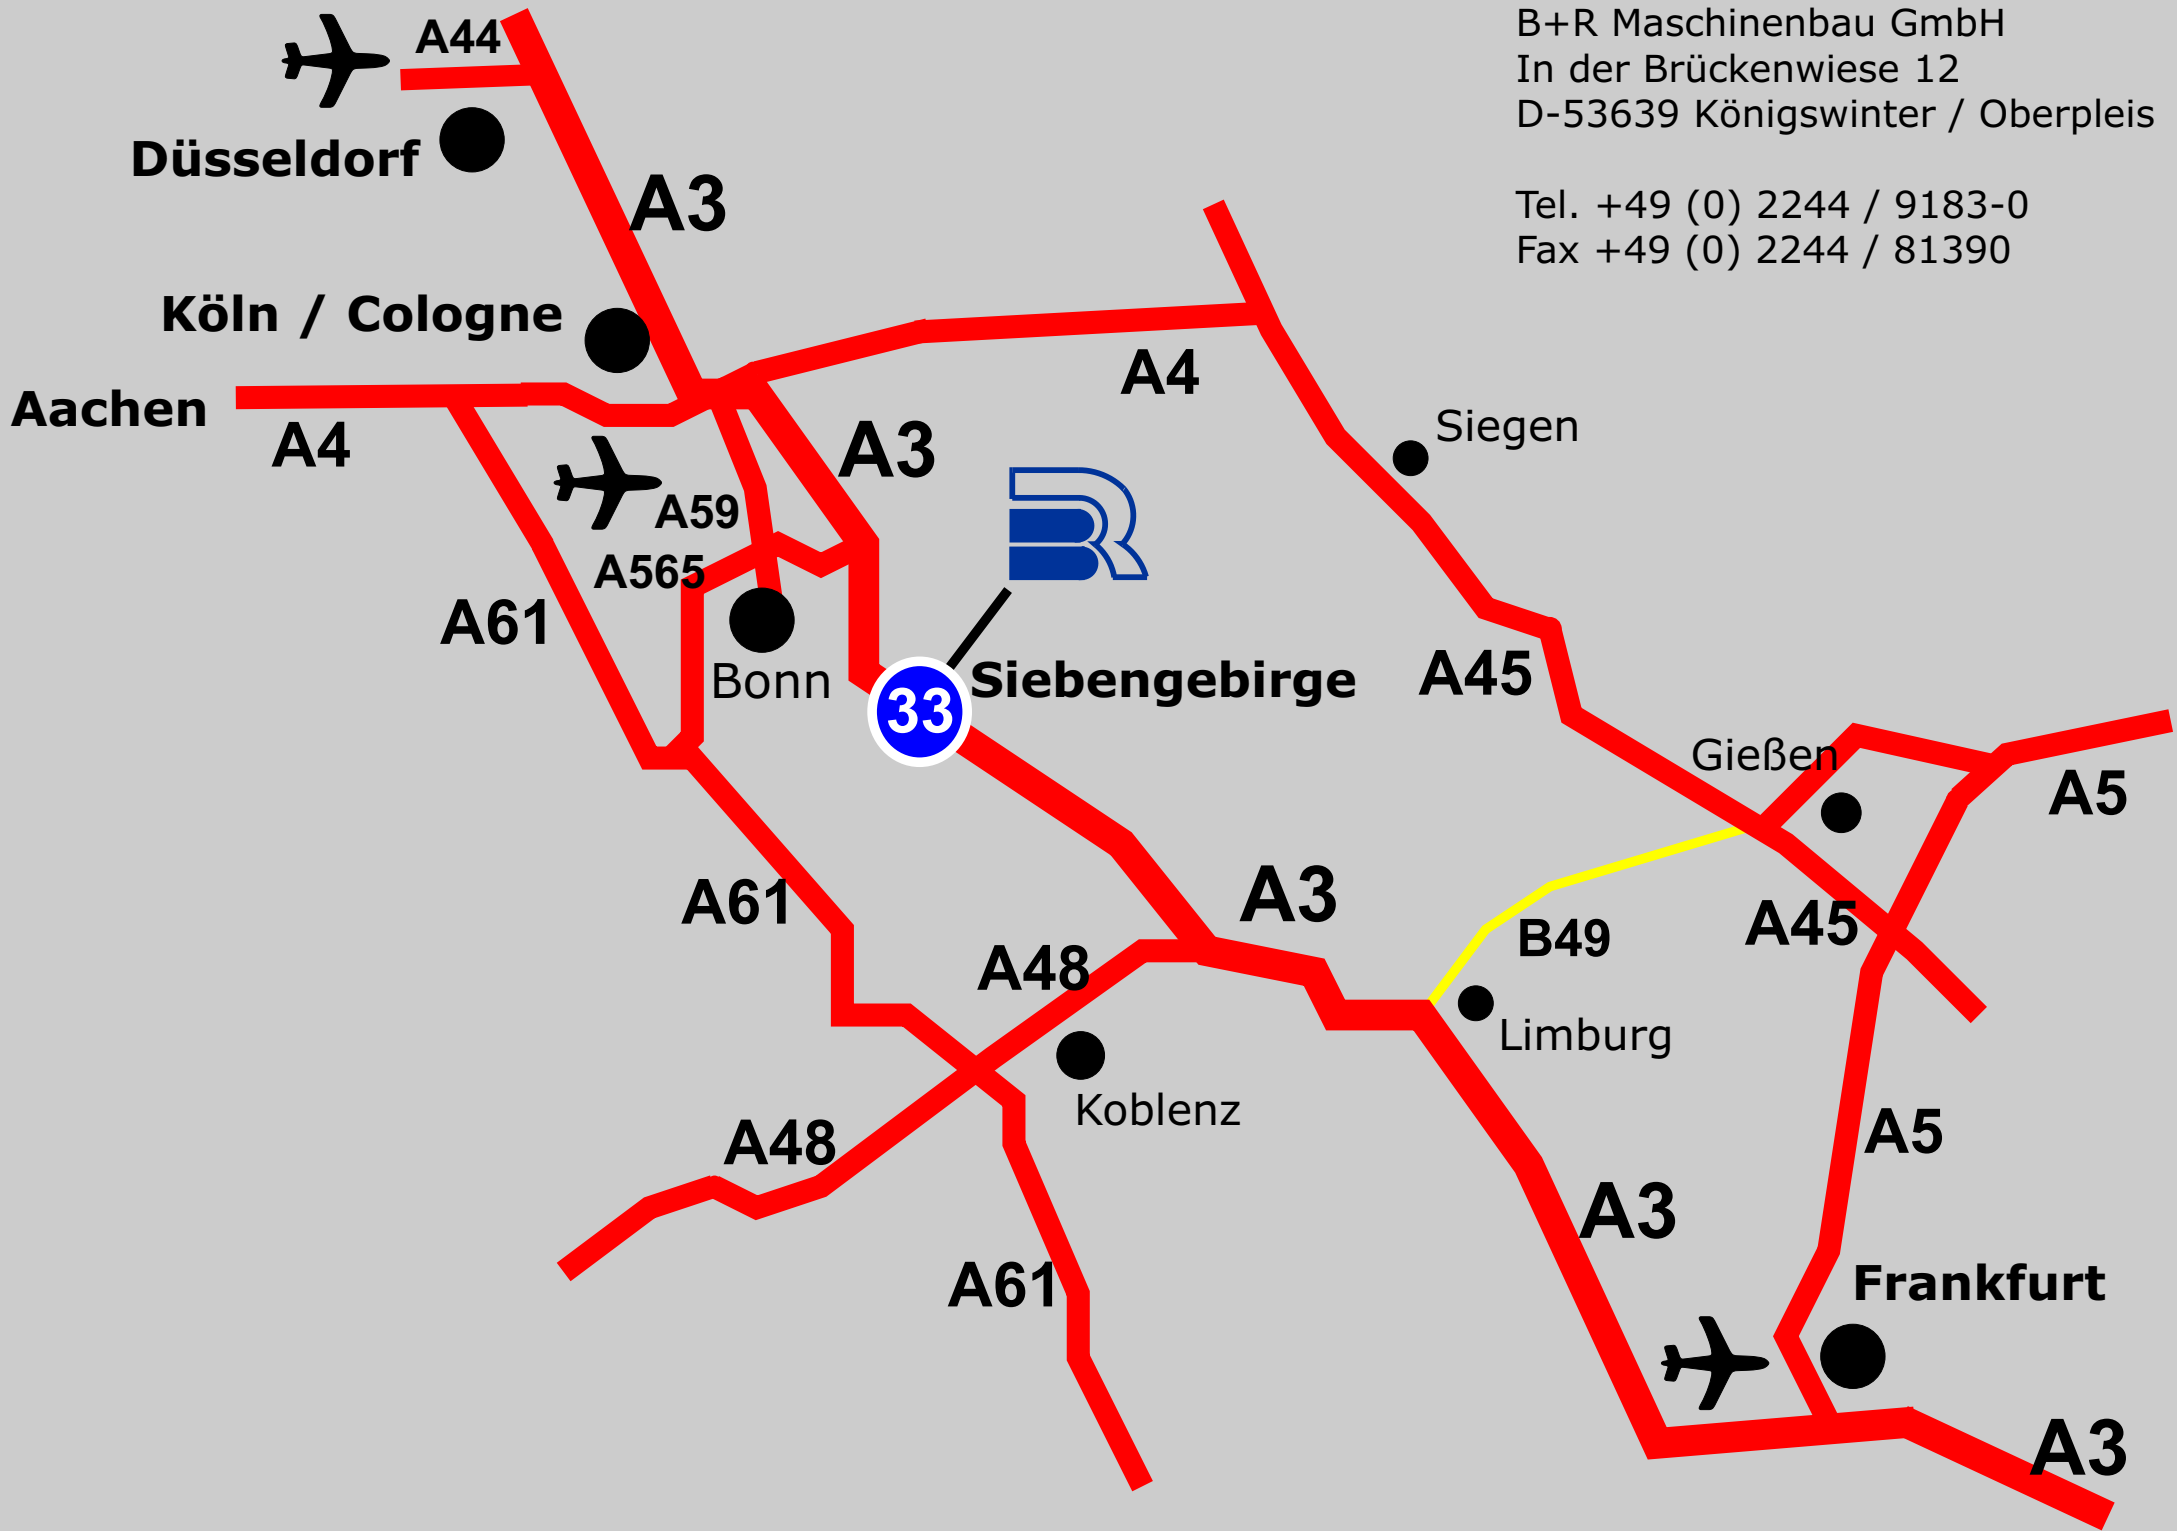 B+R Maschinenbau GmbH
In der Brückenwiese 12
D-53639 Königswinter / Oberpleis
Tel. +49 (0) 2244 / 9183-0
Fax +49 (0) 2244 / 81390
A44
Düsseldorf
A3
Köln / Cologne
A4
Aachen
A4
Siegen
A3
BR
A59
A565
A61
Bonn
33
Siebengebirge
A45
Gießen
A5
A61
A3
A48
B49
A45
Limburg
Koblenz
A48
A5
A3
A61
Frankfurt
A3